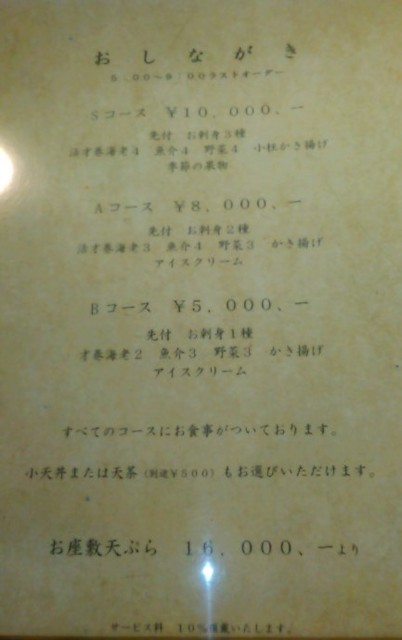 おしながき
5:00〜9:00ラストオーダー
Sコース ￥10，000．ー
先付 お刺身3種
活才巻海老4 魚介4 野菜4 小柱かき揚げ
季節の果物
Aコース ￥8，000．ー
先付 お刺身2種
活才巻海老3 魚介4 野菜3 かき揚げ
アイスクリーム
Bコース ￥5，000．ー
先付 お刺身1種
才巻海老2 魚介3 野菜3 かき揚げ
アイスクリーム
すべてのコースにお食事がついております。
小天丼または天茶（別途￥500）もお選びいただけます。
お座敷天ぷら 16，000、ーより
サービス料 10％頂戴いたします。